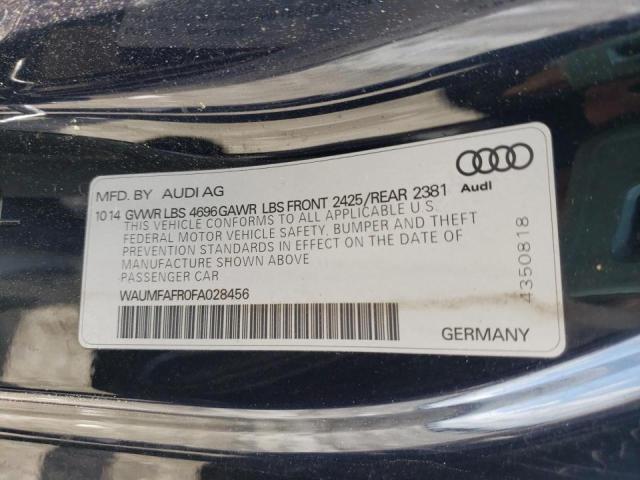 MFD. BY AUDI AG
Audi
1014 GVWR LBS 4696 GAWR LBS FRONT 2425/REAR 2381
THIS VEHICLE CONFORMS TO ALL APPLICABLE U.S.
FEDERAL MOTOR VEHICLE SAFETY, BUMPER AND THEFT
PREVENTION STANDARDS IN EFFECT ON THE DATE OF
MANUFACTURE SHOWN ABOVE
PASSENGER CAR
WAUMFAFR0FA028456
4350818
GERMANY